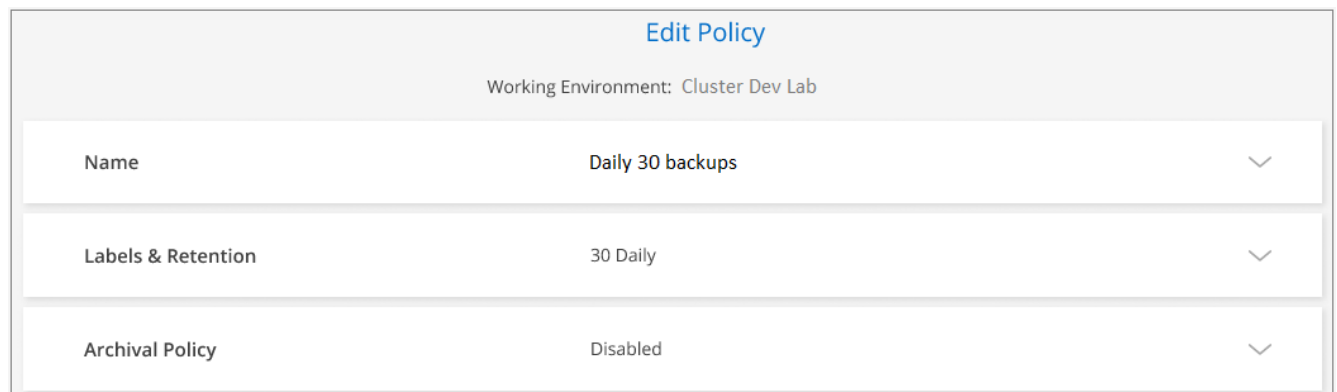 Edit Policy
Working Environment: Cluster Dev Lab
Name Daily 30 backups
Labels & Retention 30 Daily
Archival Policy Disabled